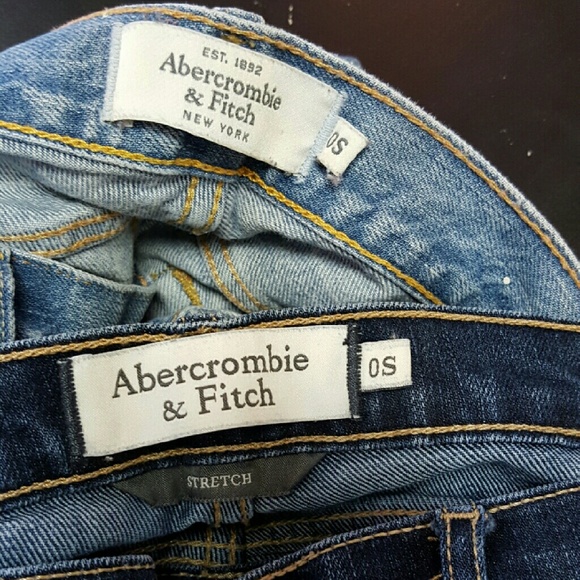 EST. 1892
Abercrombie
& Fitch
NEW YORK
0S
Abercrombie
& Fitch
0S
STRETCH